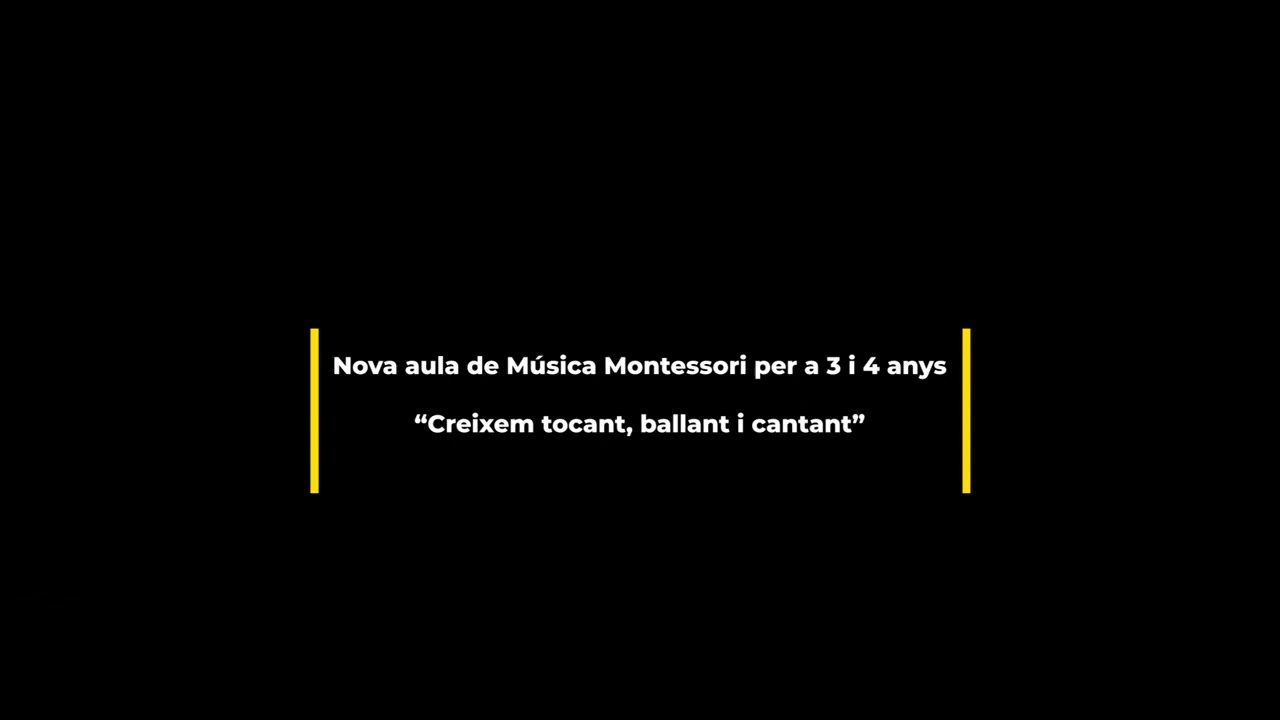 Nova aula de Música Montessori per a 3 i 4 anys
“Creixem tocant, ballant i cantant”